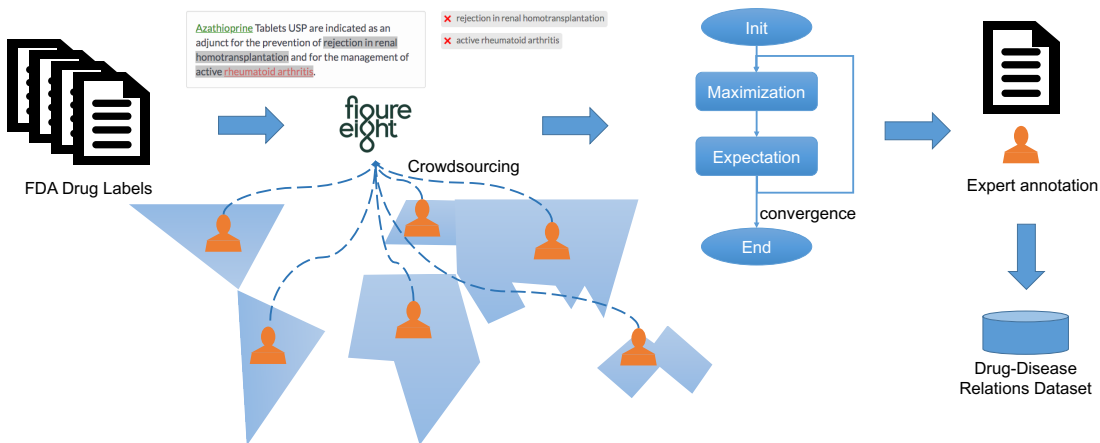 Azathioprine Tablets USP are indicated as an
adjunct for the prevention of rejection in renal
homotransplantation and for the management of
active rheumatoid arthritis.
rejection in renal homotransplantation
active rheumatoid arthritis
FDA Drug Labels
figure
eight
Crowdsourcing
Init
Maximization
Expectation
convergence
End
Expert annotation
Drug-Disease
Relations Dataset